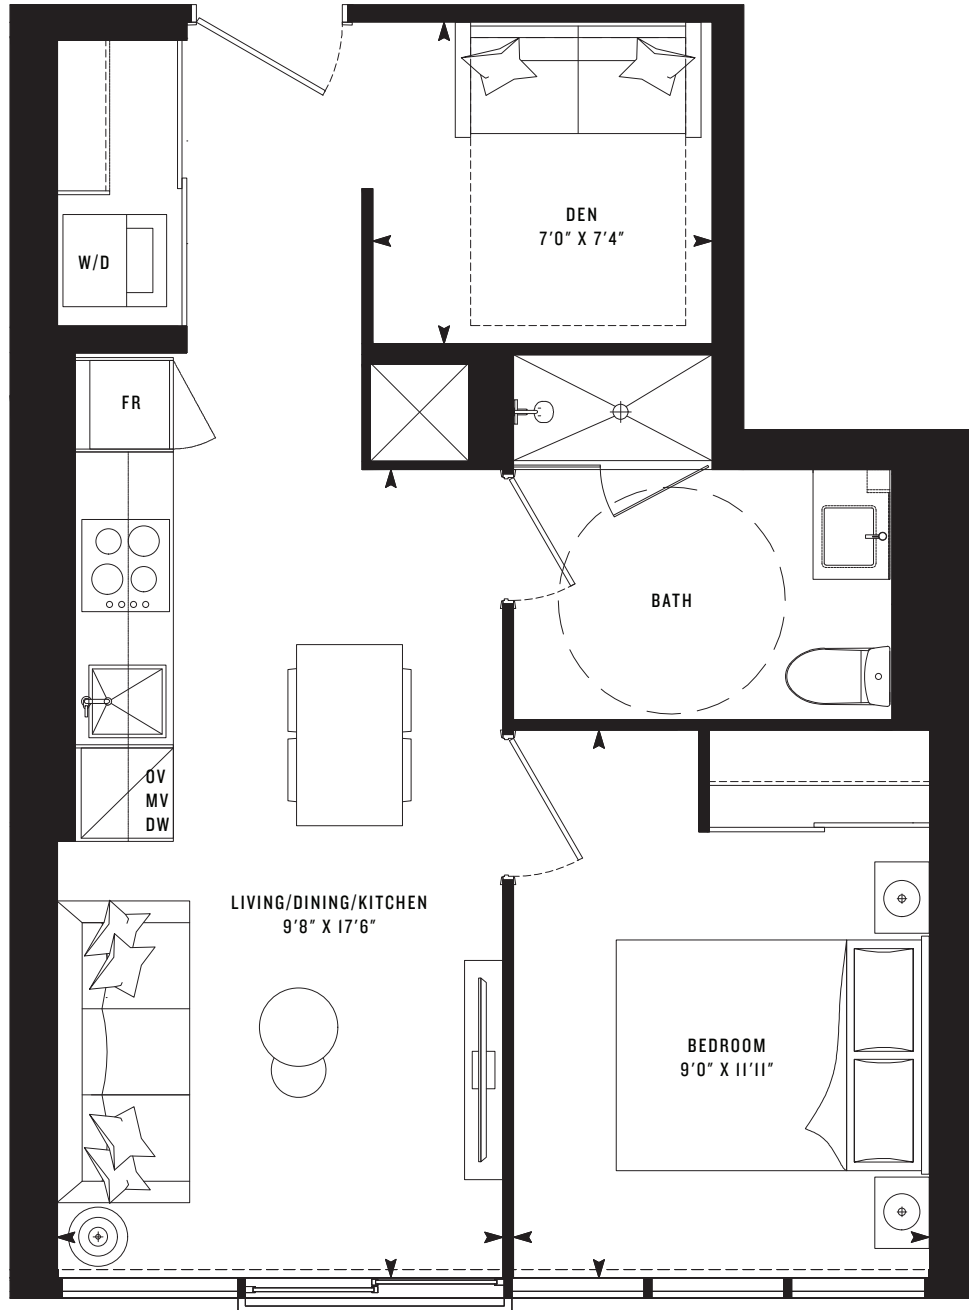 DEN
7'0" X 7'4"
W/D
FR
BATH
OV
MV
DW
LIVING/DINING/KITCHEN
9'8" X 17'6"
BEDROOM
9'0" X 11'11"